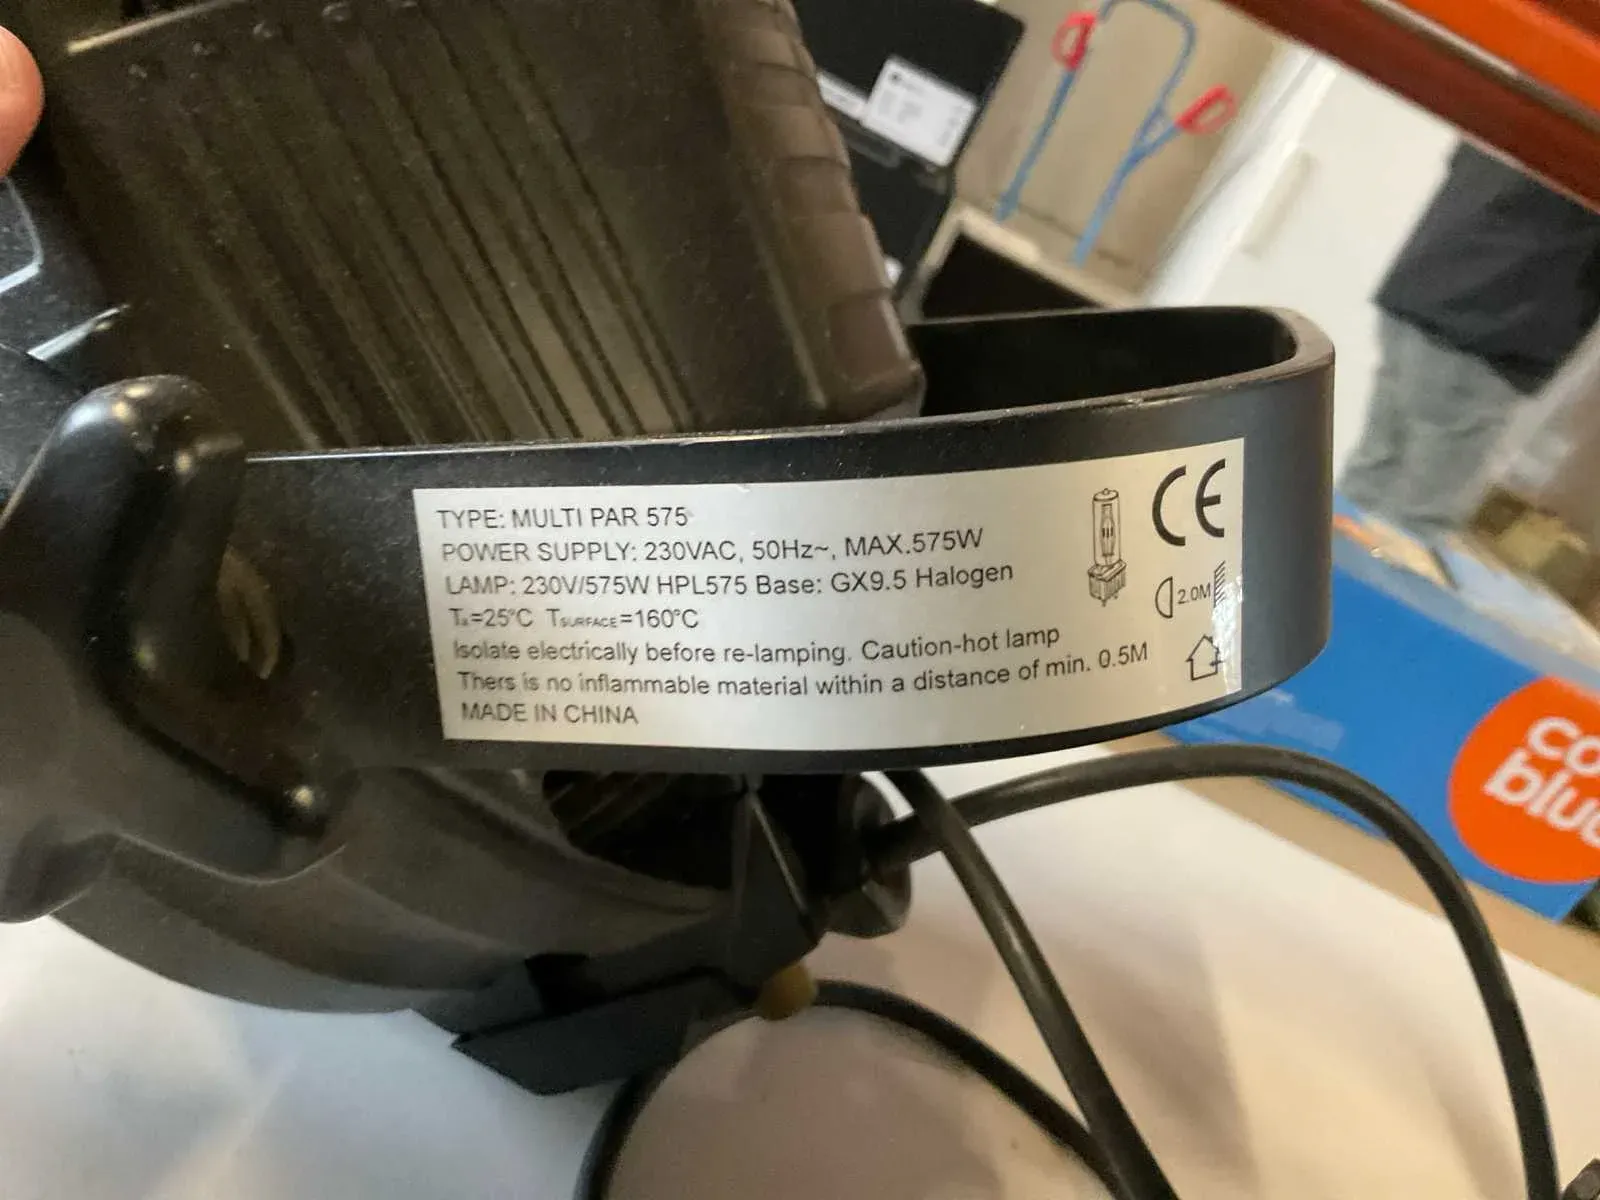 TYPE: MULTI PAR 575
POWER SUPPLY: 230VAC, 50Hz~, MAX.575W
LAMP: 230V/575W HPL575 Base: GX9.5 Halogen
Ta=25°C TSURFACE=160°C
Isolate electrically before re-lamping. Caution-hot lamp
Thers is no inflammable material within a distance of min. 0.5M
MADE IN CHINA
CE
2.0M
co
blue